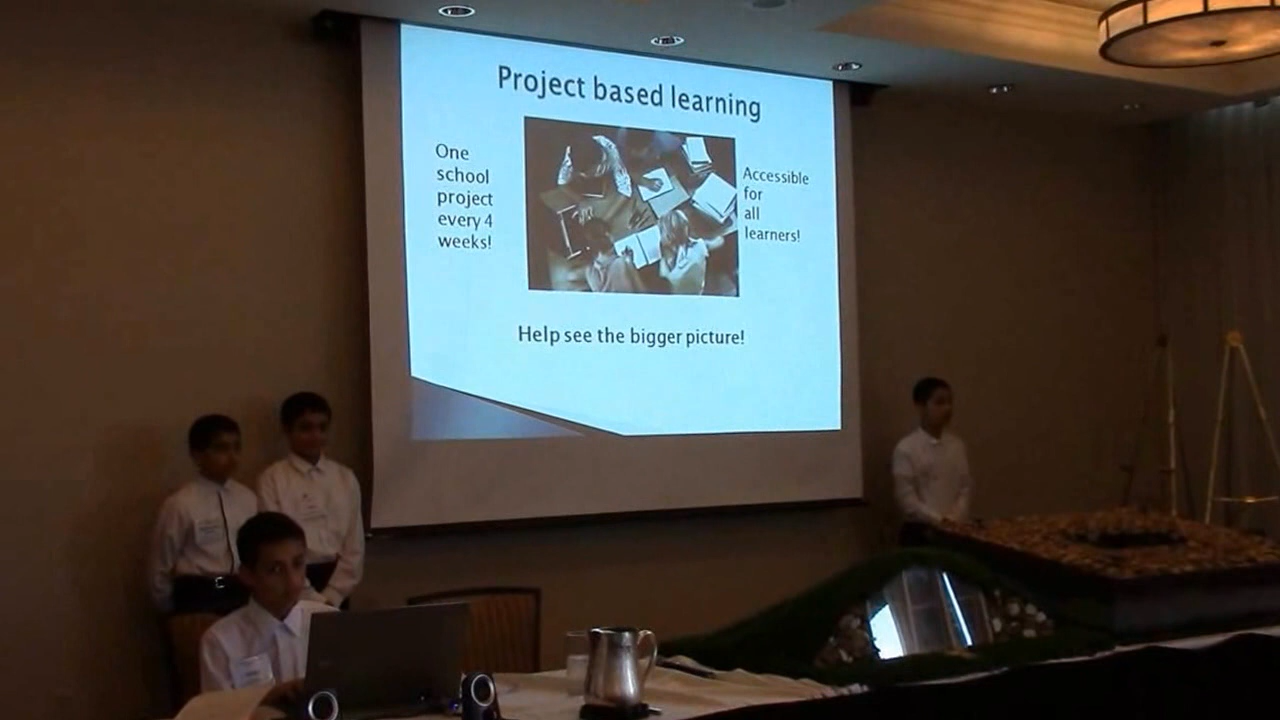 Project based learning
One
school
project
every 4
weeks!
Accessible
for
all
learners!
Help see the bigger picture!